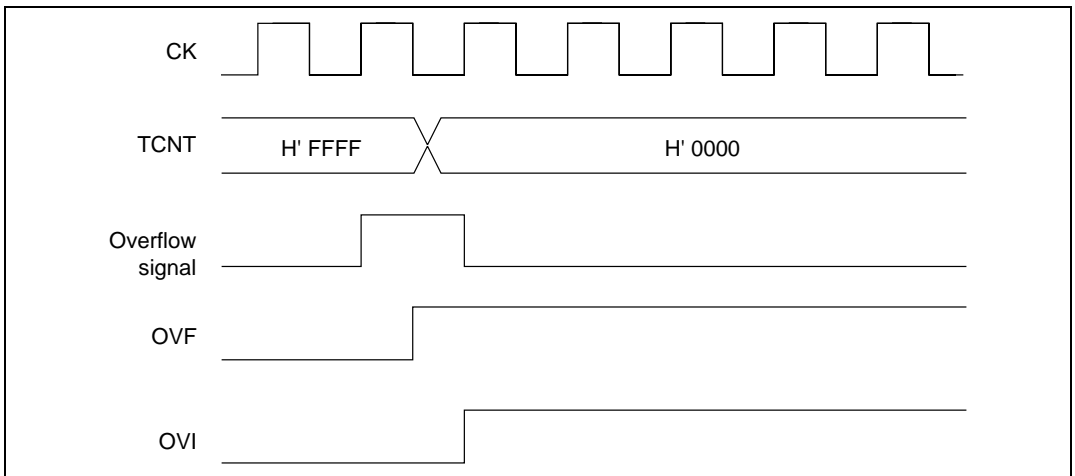 CK
TCNT
H' FFFF
H' 0000
Overflow
signal
OVF
OVI